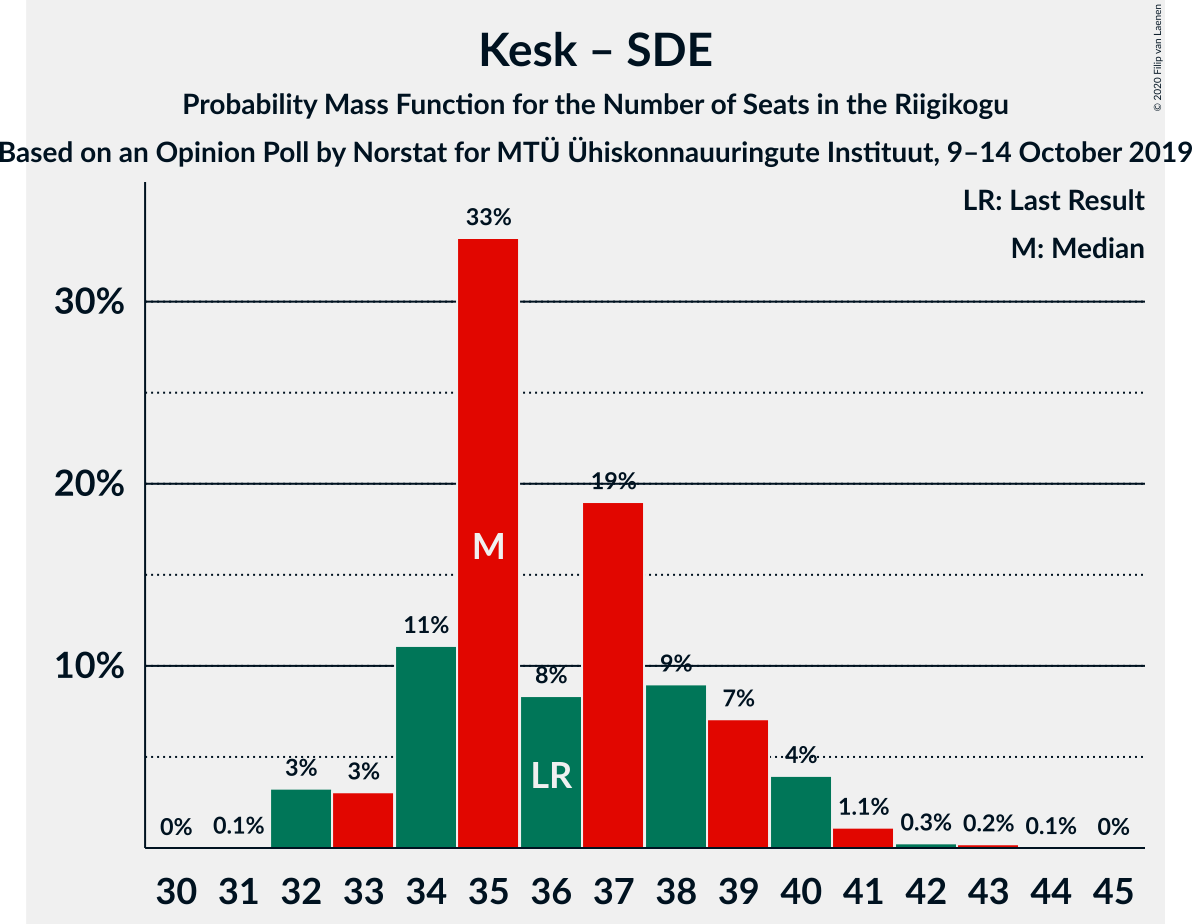 Kesk – SDE
Probability Mass Function for the Number of Seats in the Riigikogu
Based on an Opinion Poll by Norstat for MTÜ Ühiskonnauuringute Instituut, 9–14 October 2019
© 2020 Filip van Laenen
LR: Last Result
M: Median
33%
30%
19%
20%
M
11%
10%
8%
9%
7%
LR
4%
3%
3%
1.1%
0%
0.1%
0.3%
0.2%
0.1%
0%
30 31 32 33 34 35 36 37 38 39 40 41 42 43 44 45